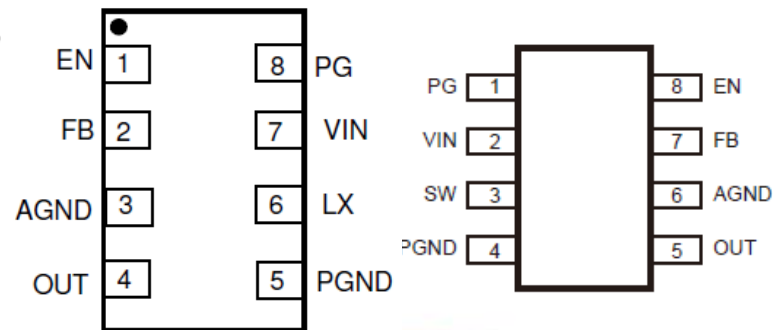 EN 1 8 PG
FB 2 7 VIN
AGND 3 6 LX
OUT 4 5 PGND
PG 1 8 EN
VIN 2 7 FB
SW 3 6 AGND
PGND 4 5 OUT